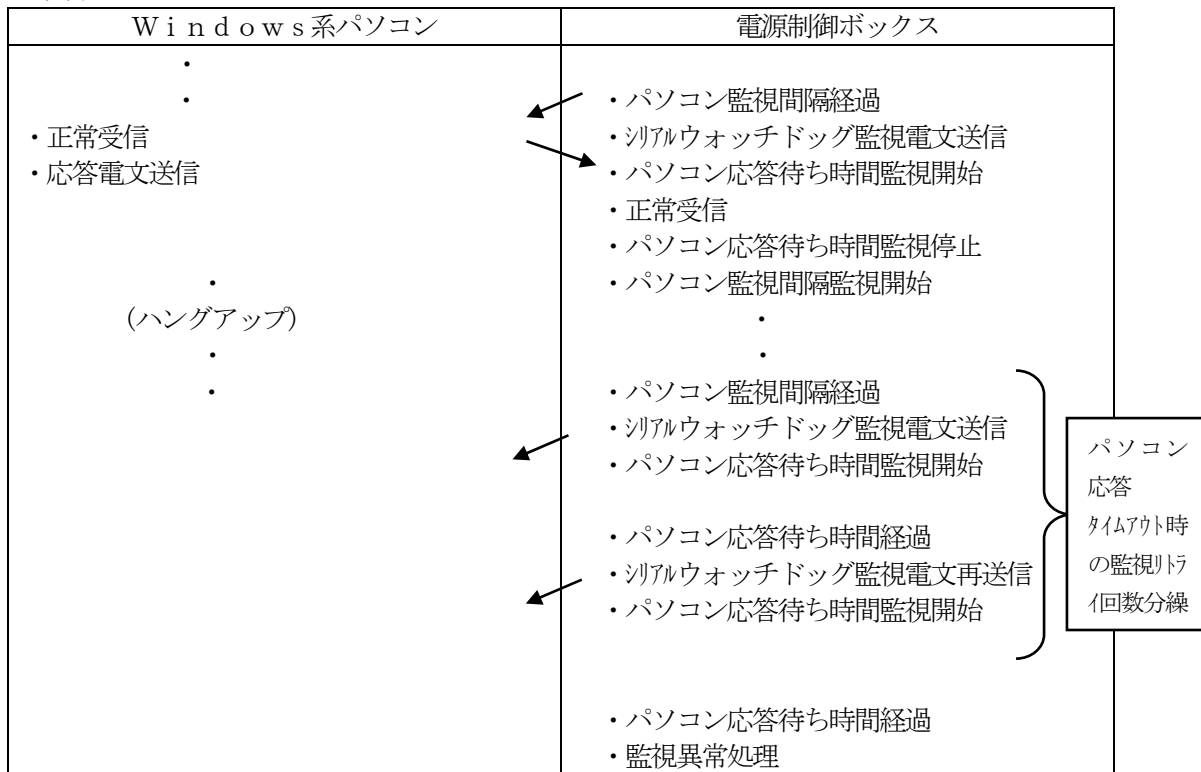 Ｗｉｎｄｏｗｓ系パソコン
電源制御ボックス
・
・
・正常受信
・応答電文送信
・
（ハングアップ）
・
・
・パソコン監視間隔経過
・ｼﾘｱﾙウォッチドッグ監視電文送信
・パソコン応答待ち時間監視開始
・正常受信
・パソコン応答待ち時間監視停止
・パソコン監視間隔監視開始
・
・
・パソコン監視間隔経過
・ｼﾘｱﾙウォッチドッグ監視電文送信
・パソコン応答待ち時間監視開始
・パソコン応答待ち時間経過
・ｼﾘｱﾙウォッチドッグ監視電文再送信
・パソコン応答待ち時間監視開始
・パソコン応答待ち時間経過
・監視異常処理
パソコン
応答
ﾀｲﾑｱｳﾄ時
の監視ﾘﾄﾗ
ｲ回数分繰